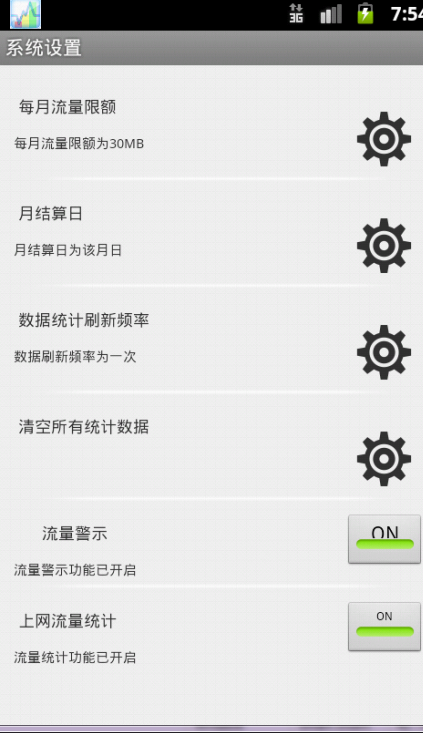 3G
7:54
系统设置
每月流量限额
每月流量限额为30MB
月结算日
月结算日为该月日
数据统计刷新频率
数据刷新频率为一次
清空所有统计数据
流量警示
ON
流量警示功能已开启
上网流量统计
ON
流量统计功能已开启